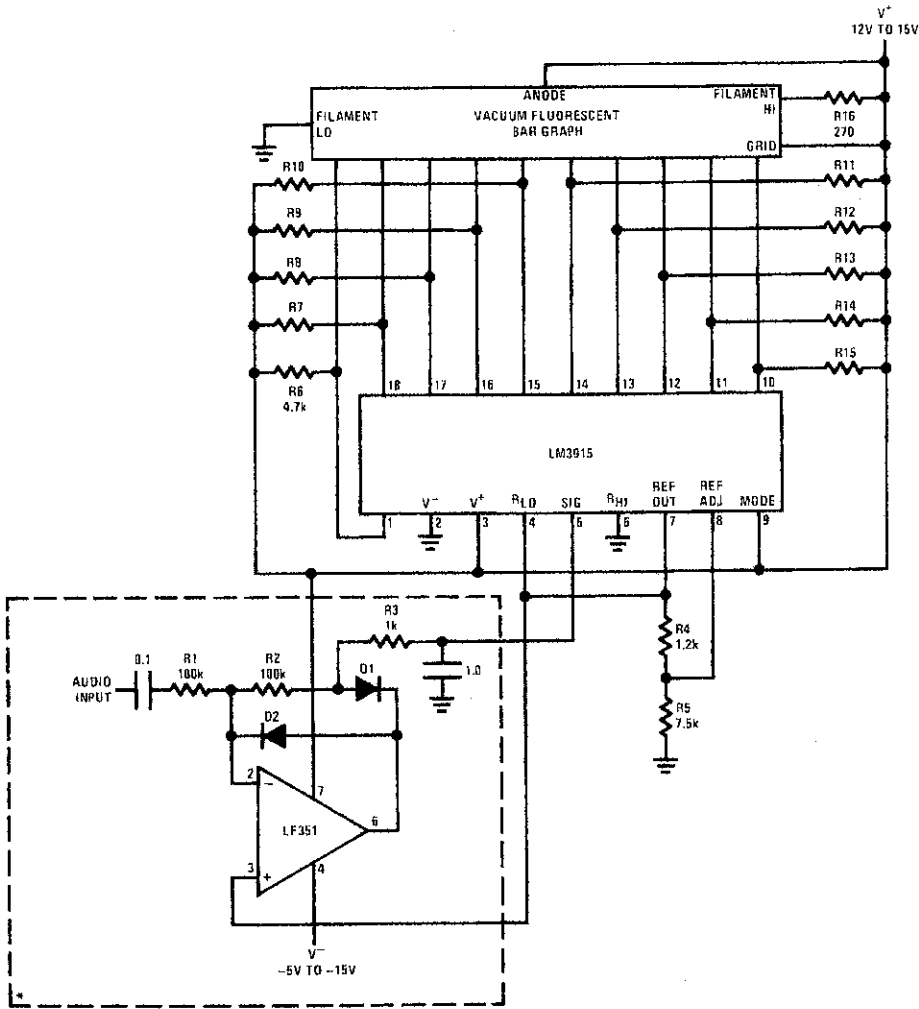 V+
12V TO 15V
ANODE
FILAMENT
HI
FILAMENT
LO
VACUUM FLUORESCENT
BAR GRAPH
GRID
R16
270
R10
R11
R9
R12
R8
R13
R7
R14
R6
4.7k
R15
18
17
16
15
14
13
12
11
10
LM3915
V−
V+
RLO
SIG
RHI
REF
OUT
REF
ADJ
MODE
1
2
3
4
5
6
7
8
9
R3
1k
R4
1.2k
0.1
R1
100k
R2
100k
D1
1.0
AUDIO
INPUT
D2
R5
7.5k
2
−
7
LF351
6
3
+
4
V−
−5V TO −15V
*